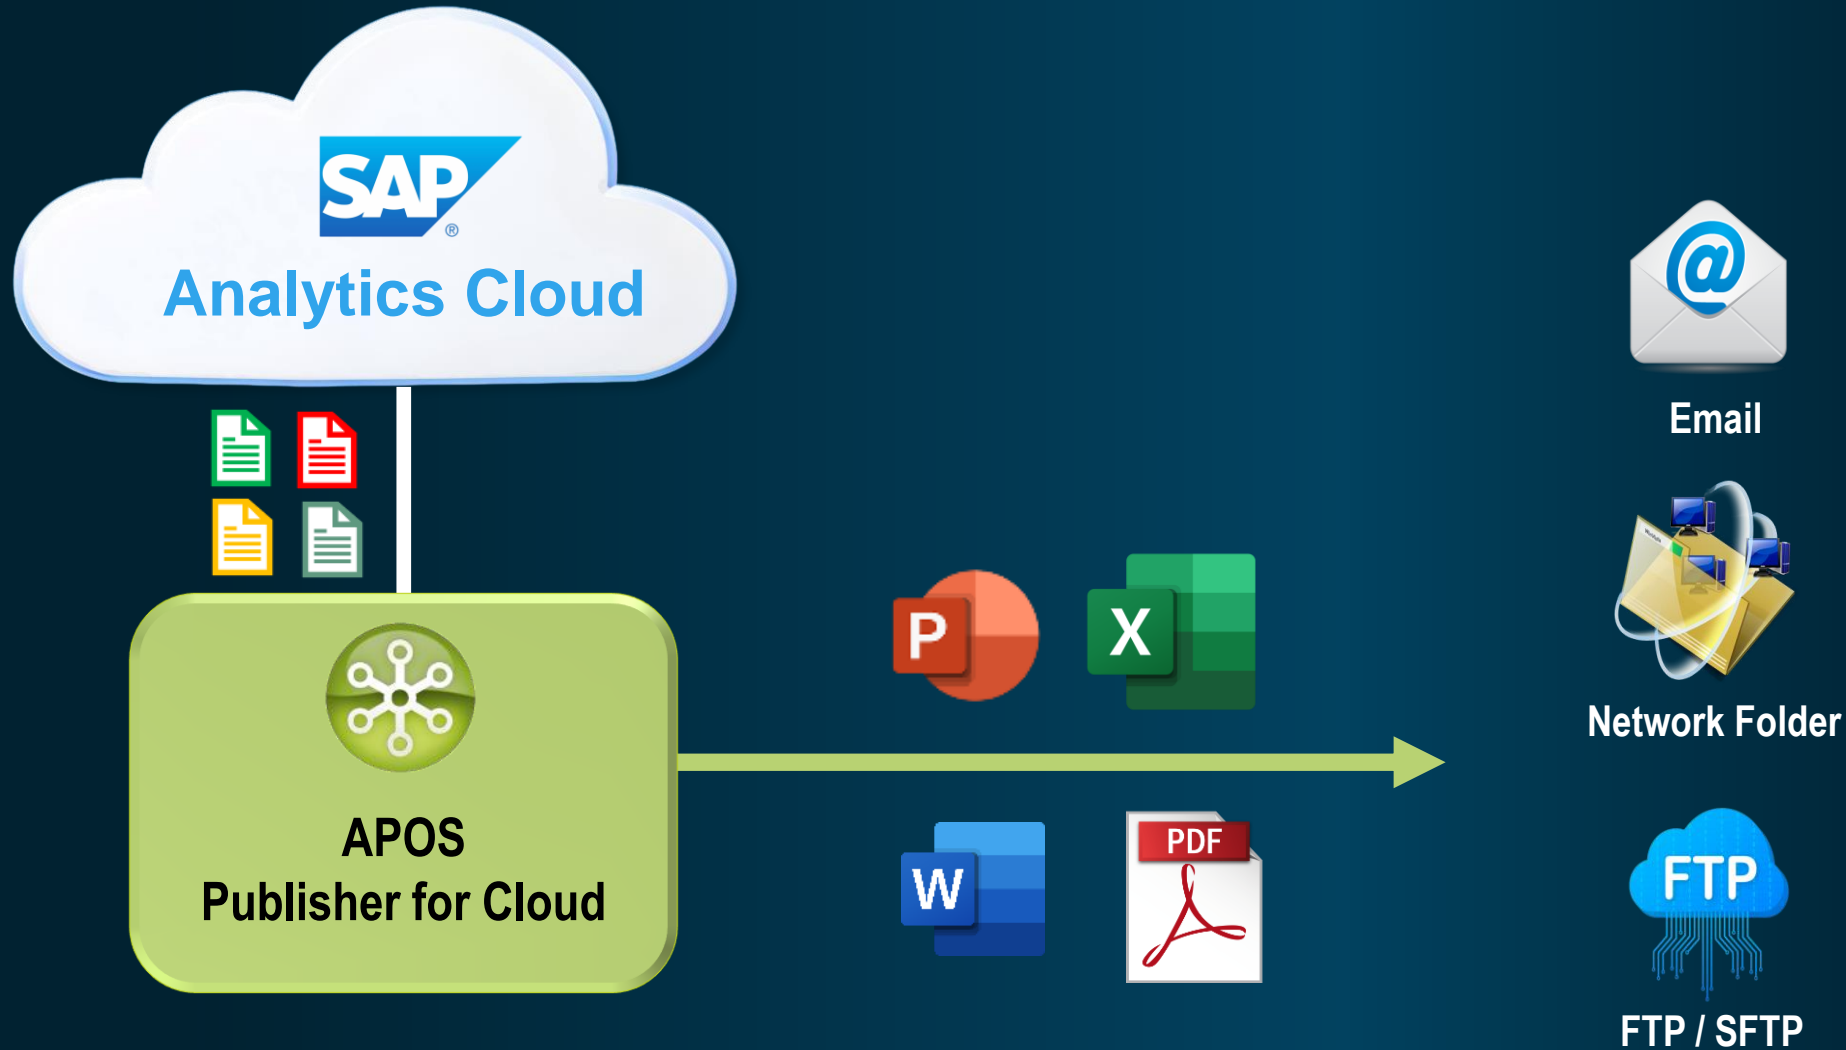 SAP
®
Analytics Cloud
APOS
Publisher for Cloud
P
X
W
PDF
@
Email
Network Folder
FTP
FTP / SFTP